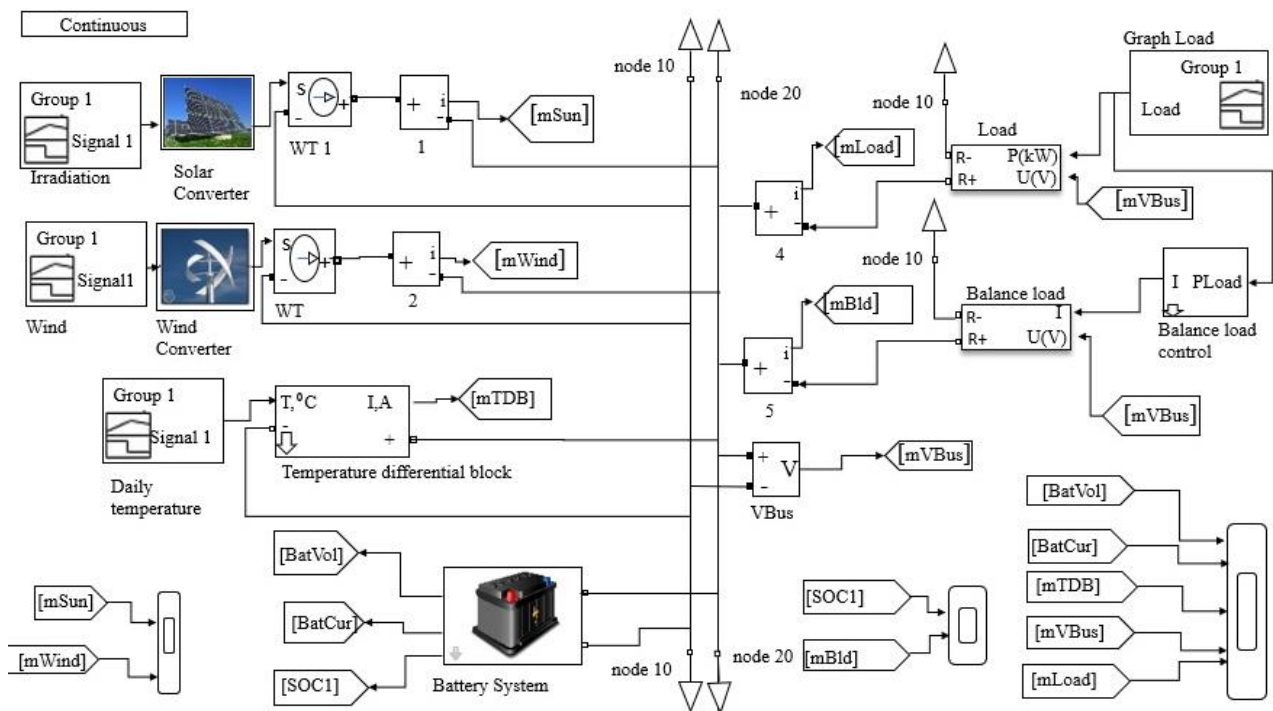 Continuous
Group 1
Signal 1
Irradiation
Solar
Converter
S
-
+
WT 1
+
i
-
1
[mSun]
node 10
node 20
Group 1
Signal1
Wind
Wind
Converter
S
-
+
WT
+
i
-
2
[mWind]
Group 1
Signal 1
Daily
temperature
T,⁰C
I,A
-
+
Temperature differential block
[mTDB]
[BatVol]
[BatCur]
[SOC1]
Battery System
node 10
node 20
[mSun]
[mWind]
[mLoad]
+
i
-
4
node 10
Load
R-
P(kW)
R+
U(V)
[mVBus]
Graph Load
Group 1
Load
[mBld]
+
i
-
5
node 10
Balance load
R-
I
R+
U(V)
[mVBus]
I
PLoad
Balance load
control
+
-
V
VBus
[mVBus]
[SOC1]
[mBld]
[BatVol]
[BatCur]
[mTDB]
[mVBus]
[mLoad]